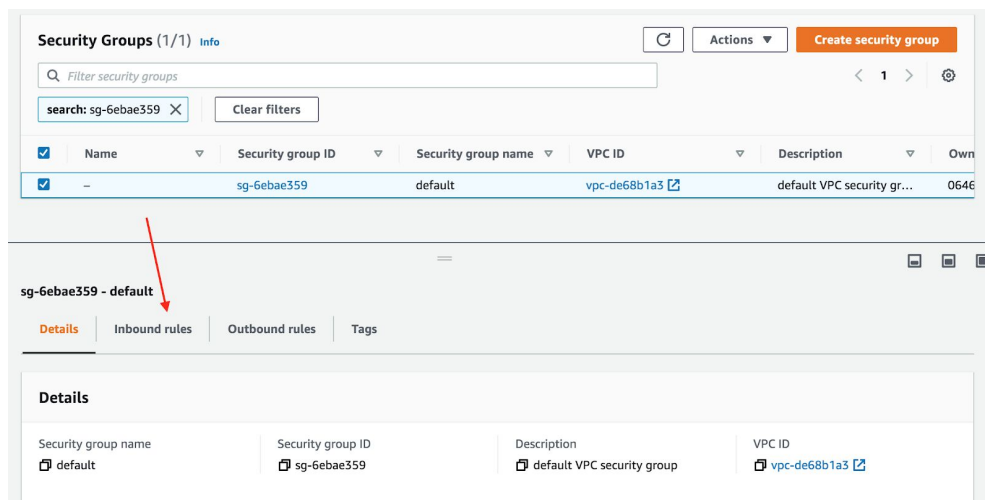 Security Groups (1/1) Info
Actions
Create security group
Filter security groups
1
search: sg-6ebae359
Clear filters
Name Security group ID Security group name VPC ID Description Own
– sg-6ebae359 default vpc-de68b1a3 default VPC security gr... 0646
sg-6ebae359 - default
Details Inbound rules Outbound rules Tags
Details
Security group name Security group ID Description VPC ID
default sg-6ebae359 default VPC security group vpc-de68b1a3